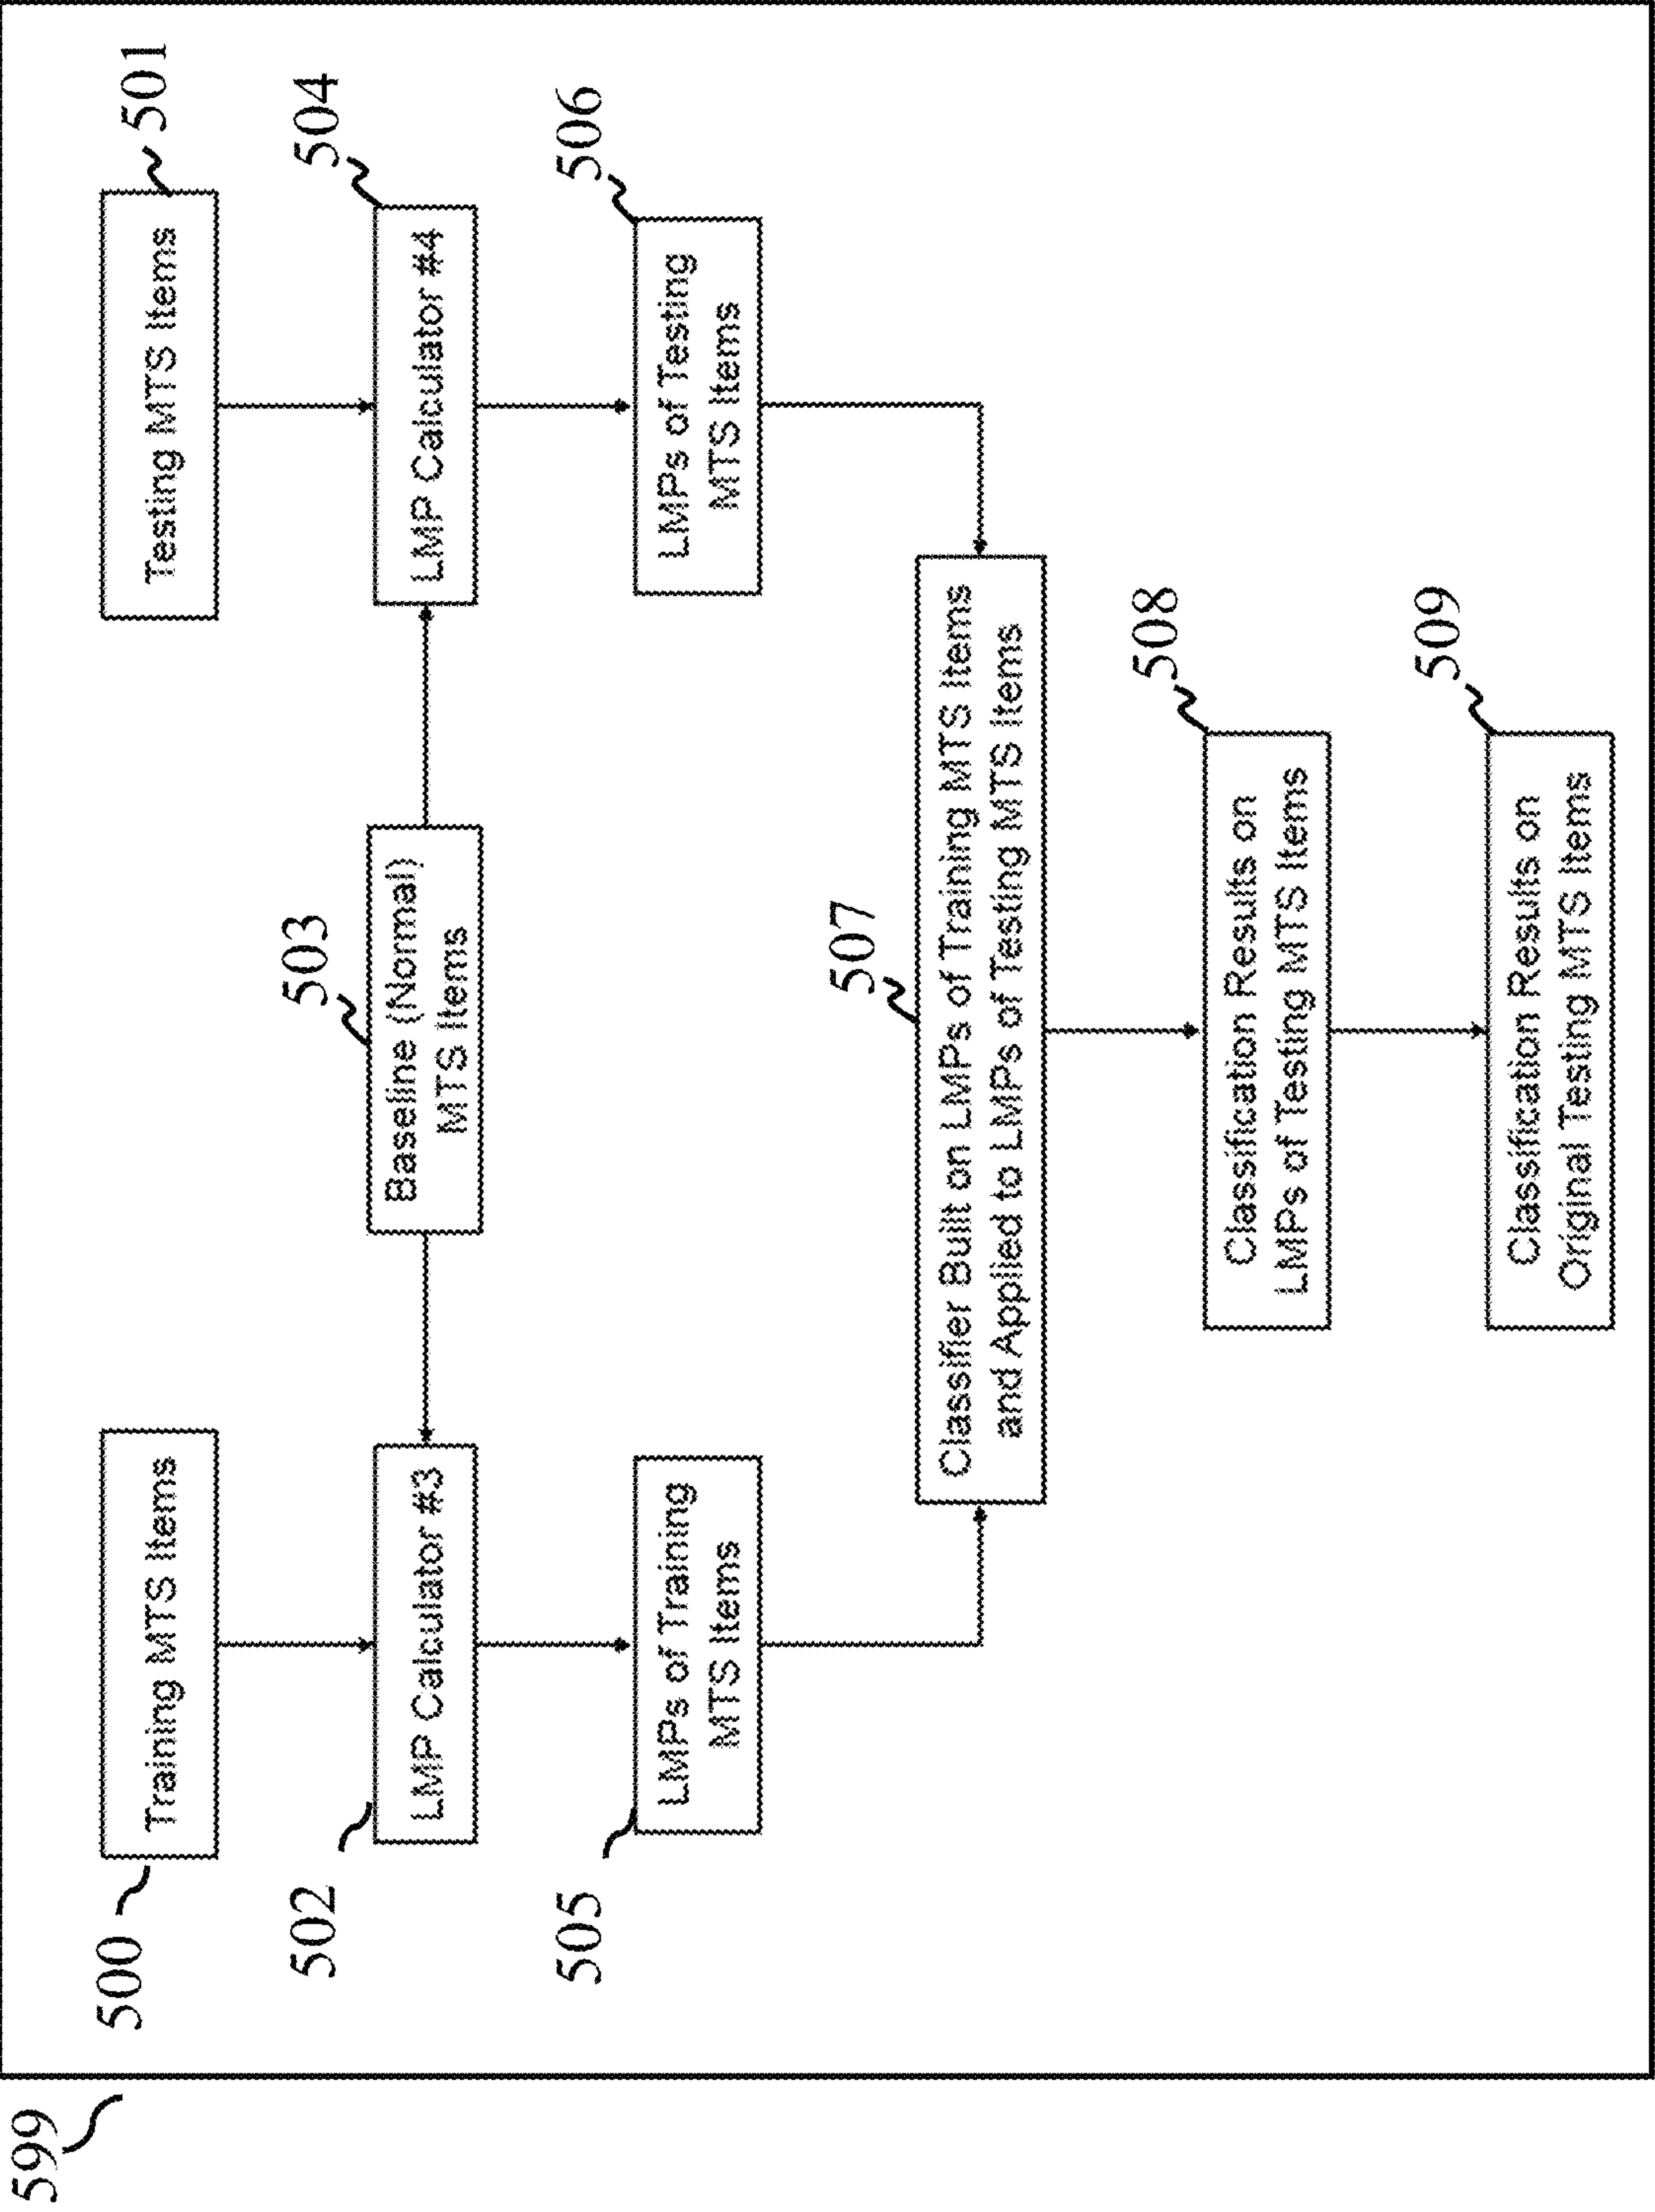 599
500
Training MTS Items
Testing MTS Items
501
502
LMP Calculator #3
503
Baseline (Normal)
MTS Items
LMP Calculator #4
504
505
LMPs of Training
MTS Items
LMPs of Testing
MTS Items
506
507
Classifier Built on LMPs of Training MTS Items
and Applied to LMPs of Testing MTS Items
508
Classification Results on
LMPs of Testing MTS Items
509
Classification Results on
Original Testing MTS Items